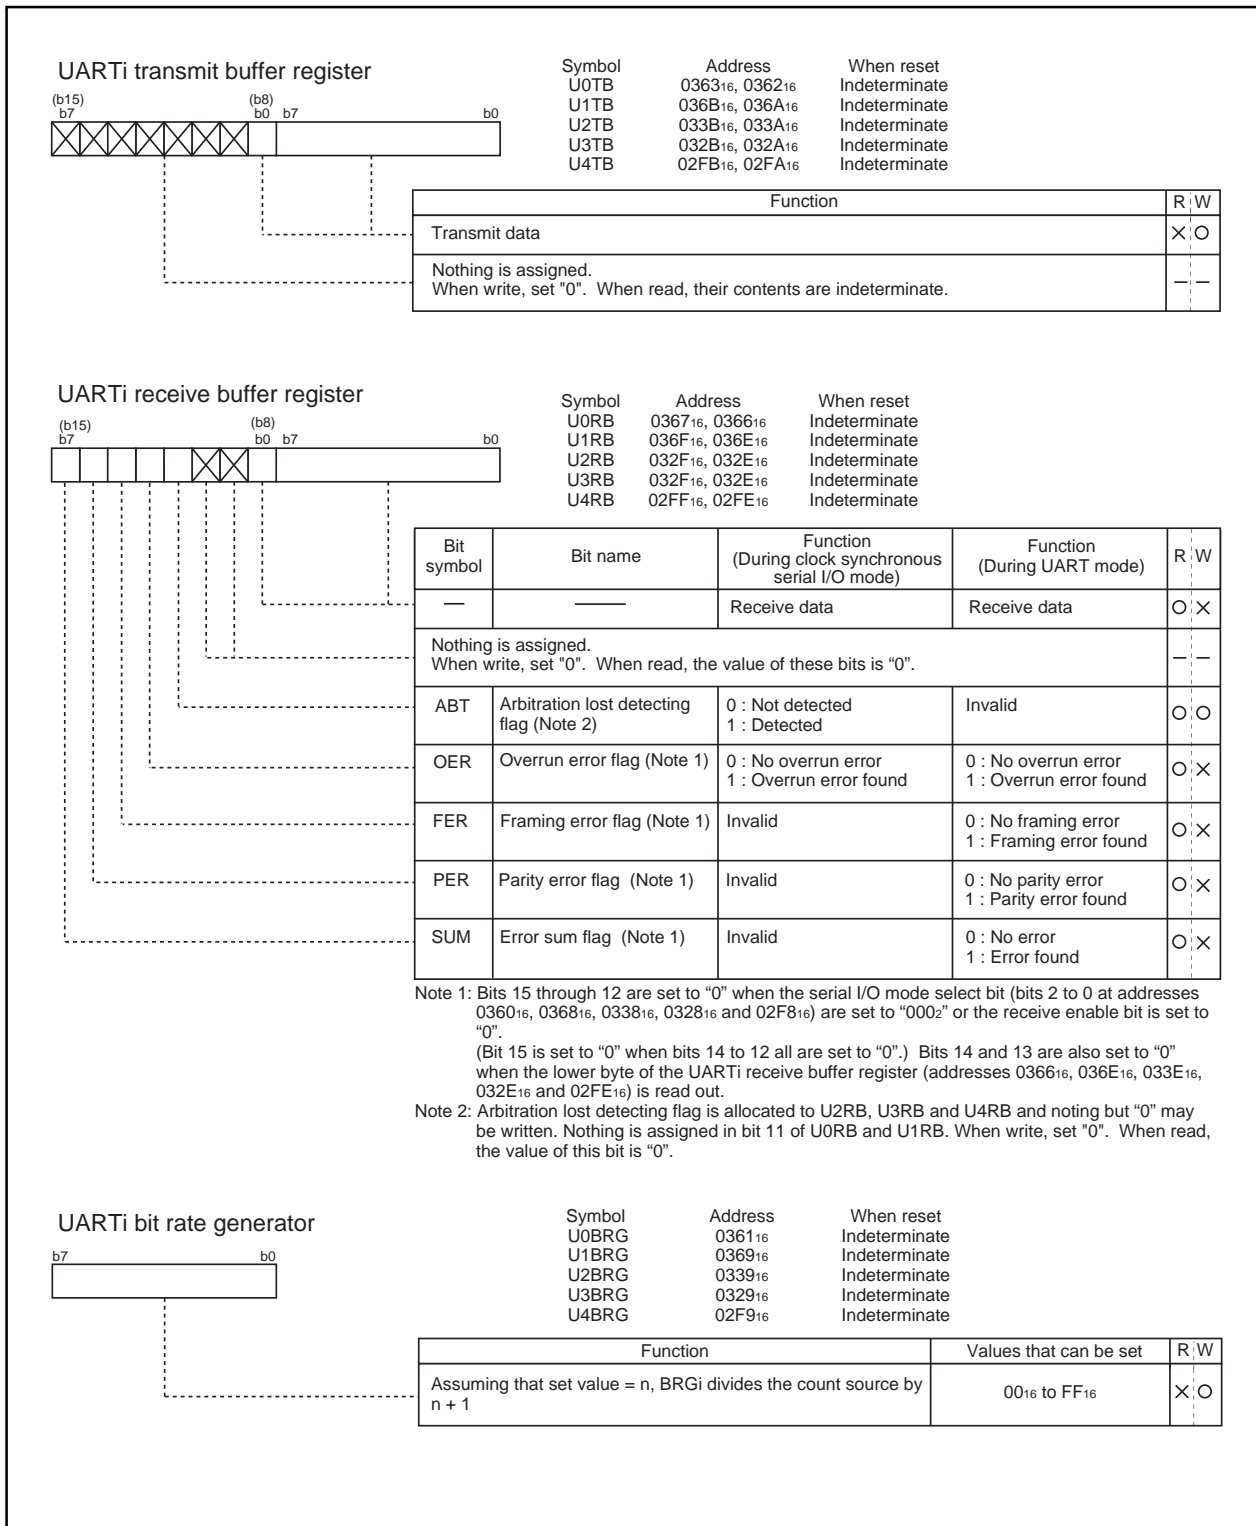 UARTi transmit buffer register
Symbol Address When reset
U0TB 036316, 036216 Indeterminate
U1TB 036B16, 036A16 Indeterminate
U2TB 033B16, 033A16 Indeterminate
U3TB 032B16, 032A16 Indeterminate
U4TB 02FB16, 02FA16 Indeterminate
(b15) (b8)
b7 b0 b7 b0
Function R W
Transmit data × O
Nothing is assigned.
When write, set "0". When read, their contents are indeterminate. – –
UARTi receive buffer register
Symbol Address When reset
U0RB 036716, 036616 Indeterminate
U1RB 036F16, 036E16 Indeterminate
U2RB 032F16, 032E16 Indeterminate
U3RB 032F16, 032E16 Indeterminate
U4RB 02FF16, 02FE16 Indeterminate
(b15) (b8)
b7 b0 b7 b0
Bit symbol Bit name Function (During clock synchronous serial I/O mode) Function (During UART mode) R W
— — Receive data Receive data O ×
Nothing is assigned.
When write, set "0". When read, the value of these bits is “0”. – –
ABT Arbitration lost detecting flag (Note 2) 0 : Not detected 1 : Detected Invalid O O
OER Overrun error flag (Note 1) 0 : No overrun error 1 : Overrun error found 0 : No overrun error 1 : Overrun error found O ×
FER Framing error flag (Note 1) Invalid 0 : No framing error 1 : Framing error found O ×
PER Parity error flag (Note 1) Invalid 0 : No parity error 1 : Parity error found O ×
SUM Error sum flag (Note 1) Invalid 0 : No error 1 : Error found O ×
Note 1: Bits 15 through 12 are set to “0” when the serial I/O mode select bit (bits 2 to 0 at addresses
036016, 036816, 033816, 032816 and 02F816) are set to “0002” or the receive enable bit is set to
“0”.
(Bit 15 is set to “0” when bits 14 to 12 all are set to “0”.) Bits 14 and 13 are also set to “0”
when the lower byte of the UARTi receive buffer register (addresses 036616, 036E16, 033E16,
032E16 and 02FE16) is read out.
Note 2: Arbitration lost detecting flag is allocated to U2RB, U3RB and U4RB and noting but “0” may
be written. Nothing is assigned in bit 11 of U0RB and U1RB. When write, set "0". When read,
the value of this bit is “0”.
UARTi bit rate generator
Symbol Address When reset
U0BRG 036116 Indeterminate
U1BRG 036916 Indeterminate
U2BRG 033916 Indeterminate
U3BRG 032916 Indeterminate
U4BRG 02F916 Indeterminate
b7 b0
Function Values that can be set R W
Assuming that set value = n, BRGi divides the count source by
n + 1 0016 to FF16 × O